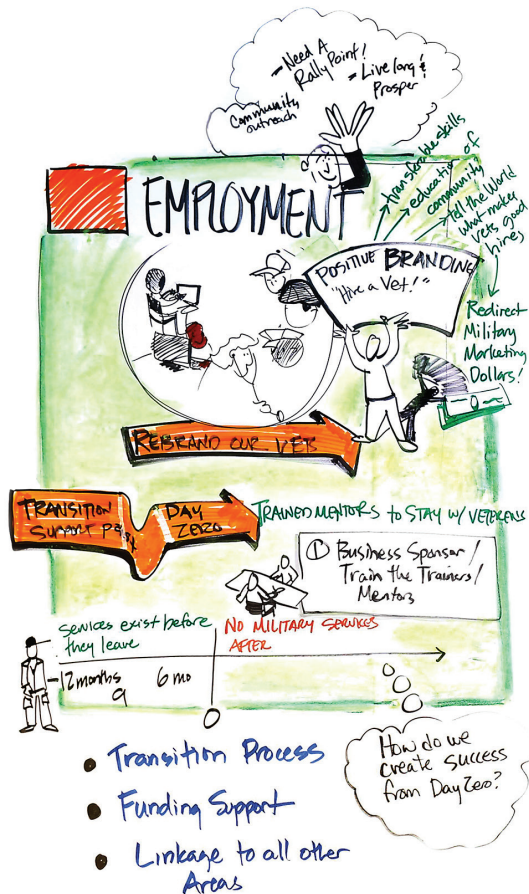 - Need A
Rally Point!
- Live long &
Prosper
Community
outreach
EMPLOYMENT
transferable skills
education of
community
tell the World
what makes
Vets good
hires
Redirect
Military
Marketing
Dollars!
POSITIVE BRANDING
"Hire a Vet!"
REBRAND OUR VETS
TRANSITION
SUPPORT
DAY
ZERO
TRAINED MENTORS to STAY W/ VETERENS
① Business Sponsor/
Train the Trainers/
Mentors
services exist before
they leave
NO MILITARY SERVICES
AFTER
-12 months
9
6 mo
0
How do we
create success
from Day Zero?
• Transition Process
• Funding Support
• Linkage to all other
Areas